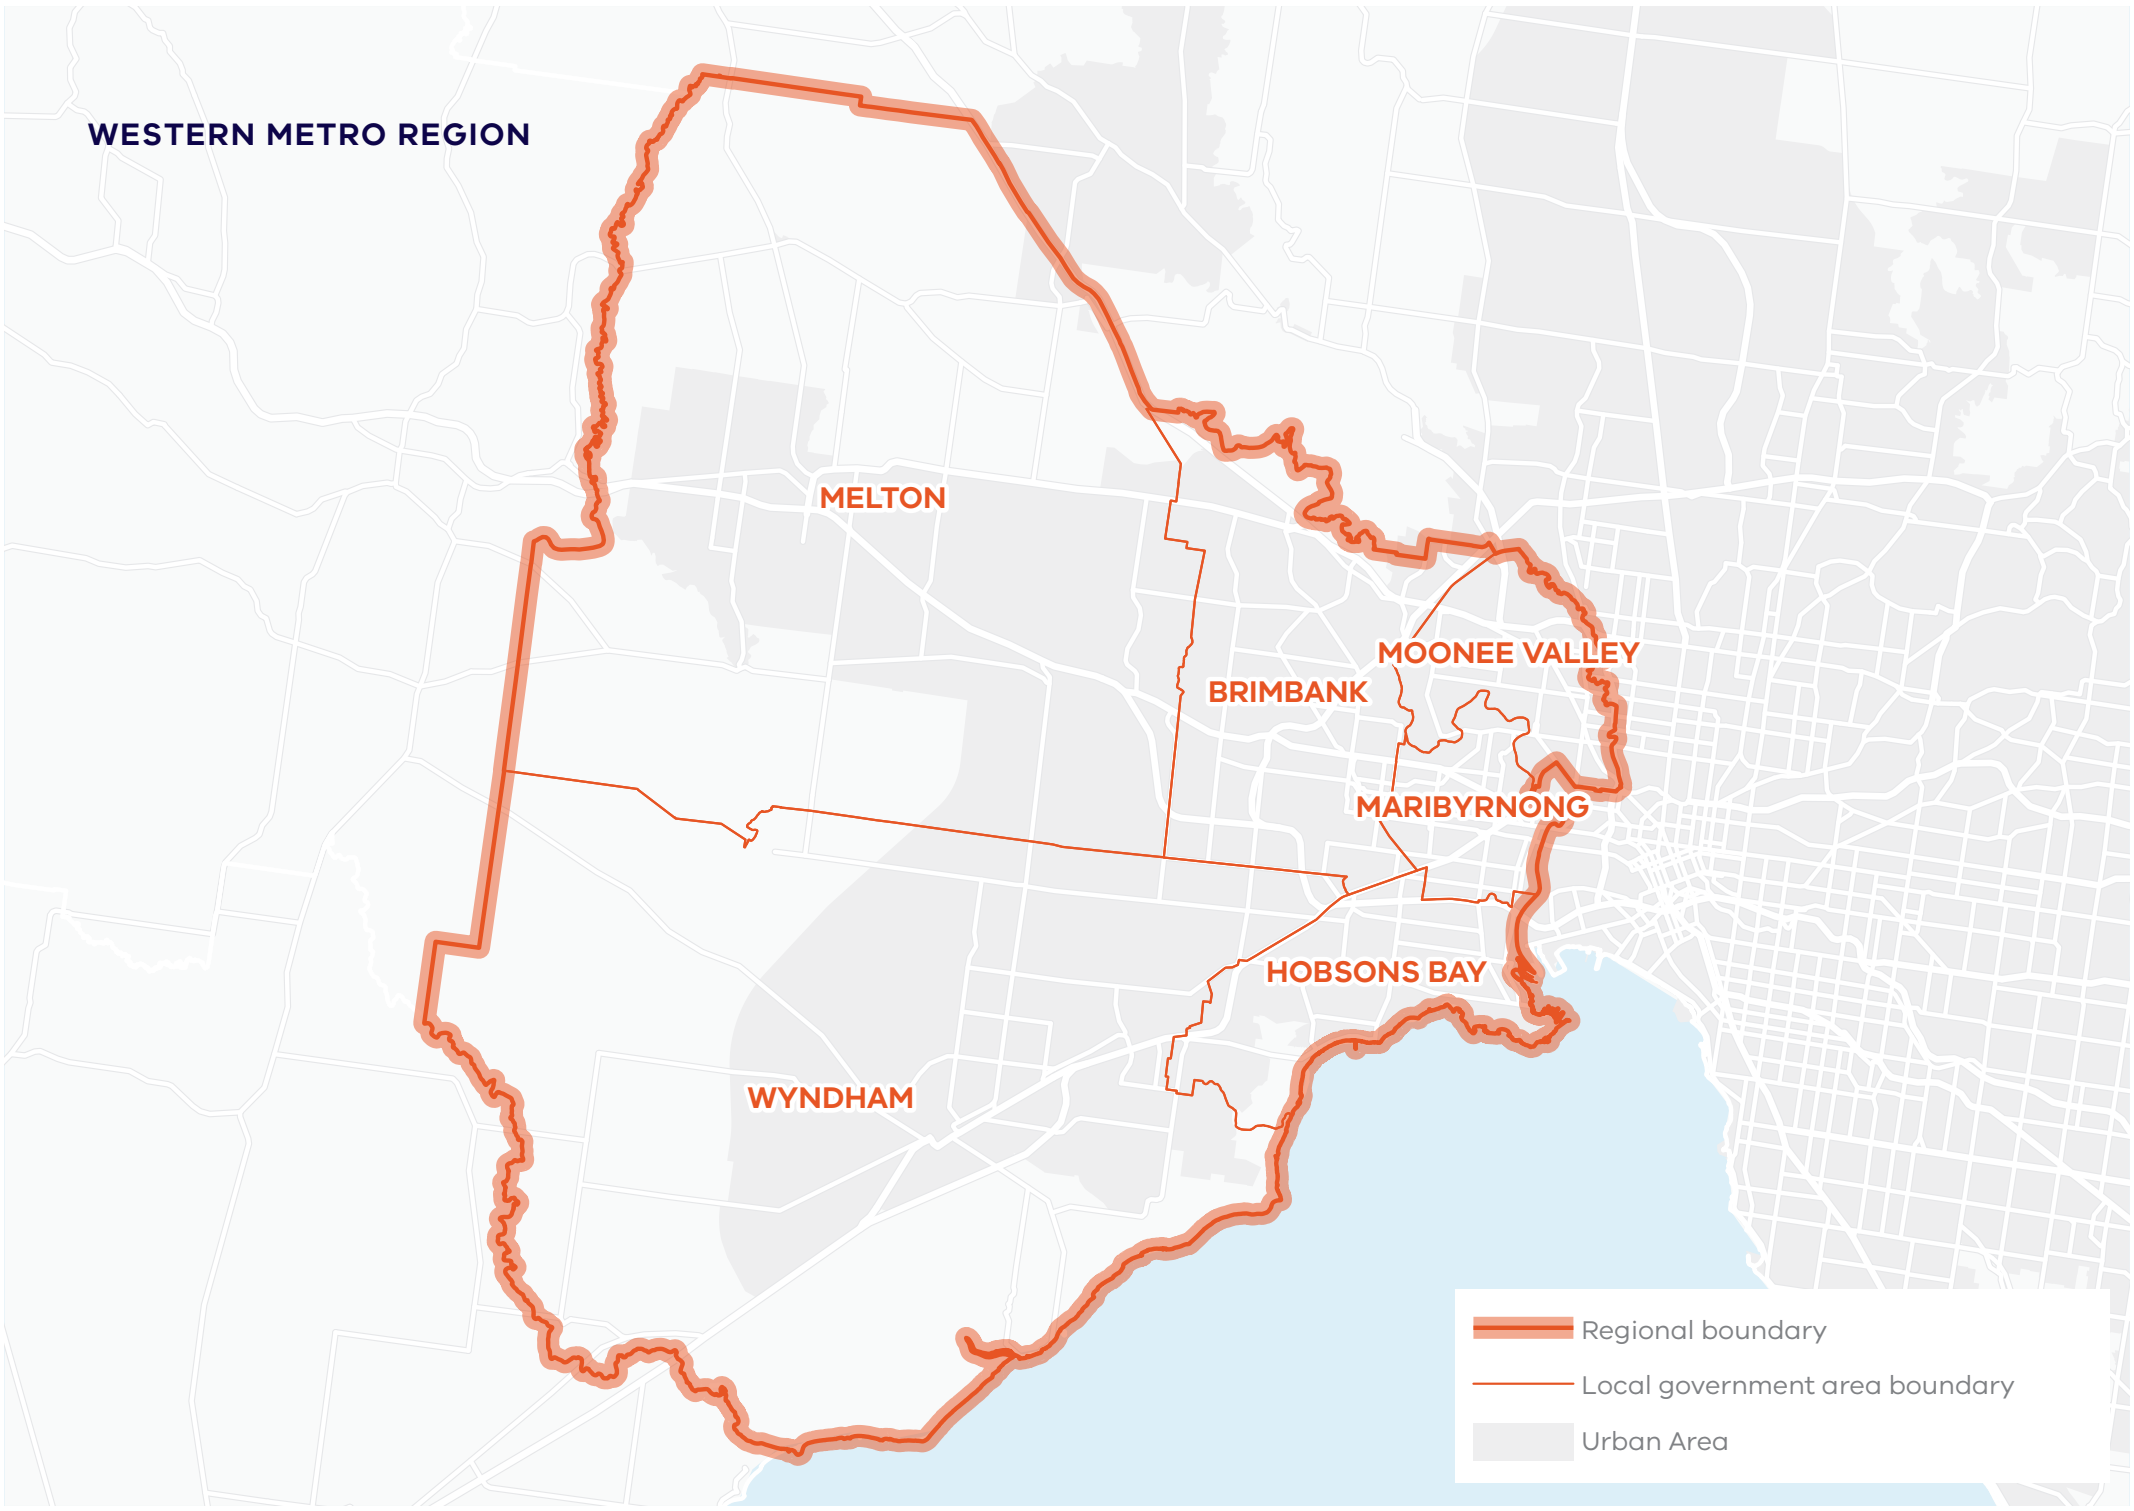 WESTERN METRO REGION
MELTON
MOONEE VALLEY
BRIMBANK
MARIBYRNONG
HOBSONS BAY
WYNDHAM
Regional boundary
Local government area boundary
Urban Area